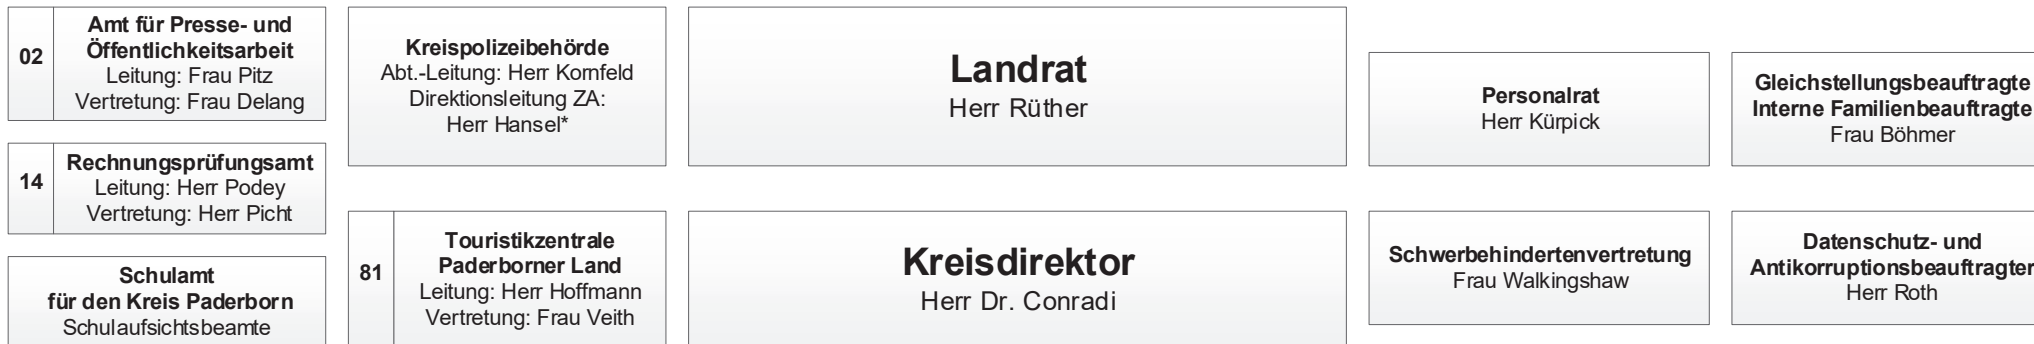 02
Amt für Presse- und
Öffentlichkeitsarbeit
Leitung: Frau Pitz
Vertretung: Frau Delang
14
Rechnungsprüfungsamt
Leitung: Herr Podey
Vertretung: Herr Picht
Schulamt
für den Kreis Paderborn
Schulaufsichtsbeamte
Kreispolizeibehörde
Abt.-Leitung: Herr Kornfeld
Direktionsleitung ZA:
Herr Hansel*
81
Touristikzentrale
Paderborner Land
Leitung: Herr Hoffmann
Vertretung: Frau Veith
Landrat
Herr Rüther
Kreisdirektor
Herr Dr. Conradi
Personalrat
Herr Kürpick
Schwerbehindertenvertretung
Frau Walkingshaw
Gleichstellungsbeauftragte
Interne Familienbeauftragte
Frau Böhmer
Datenschutz- und
Antikorruptionsbeauftragter
Herr Roth